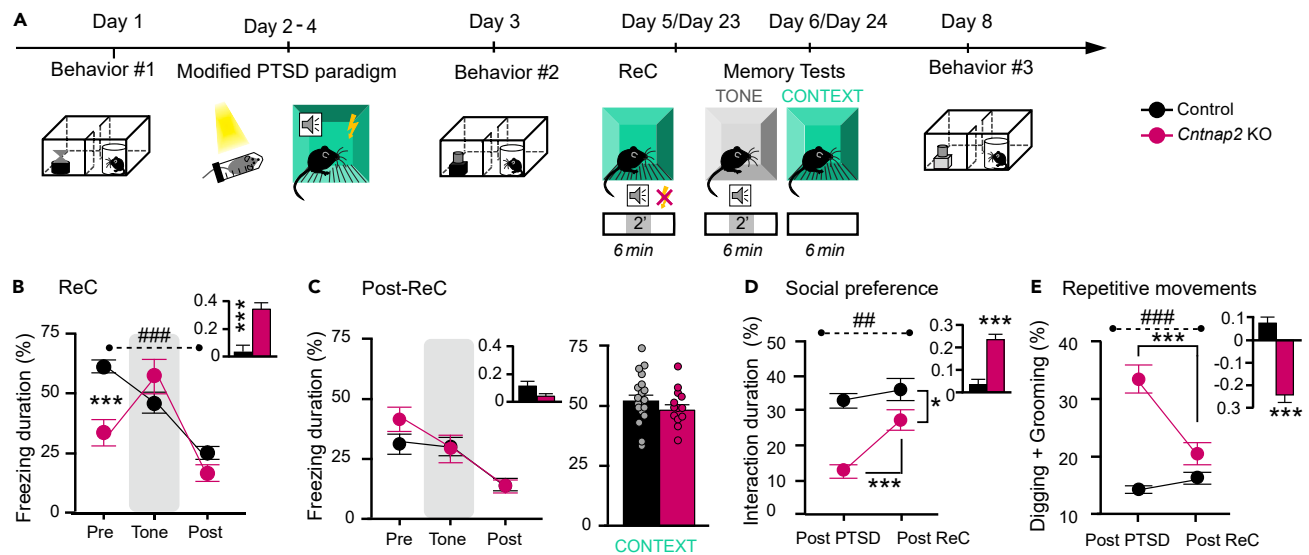 A
Day 1
Day 2 - 4
Day 3
Day 5/Day 23
Day 6/Day 24
Day 8
Behavior #1
Modified PTSD paradigm
Behavior #2
ReC
Memory Tests
Behavior #3
TONE
CONTEXT
Control
Cntnap2 KO
2'
2'
6 min
6 min
6 min
B
ReC
Freezing duration (%)
75
50
25
0
Pre
Tone
Post
###
***
0.4
0.2
0
***
C
Post-ReC
Freezing duration (%)
75
50
25
0
Pre
Tone
Post
0.4
0.2
0
Freezing duration (%)
75
50
25
0
CONTEXT
D
Social preference
Interaction duration (%)
50
40
30
20
10
0
Post PTSD
Post ReC
##
*
***
0.3
0.2
0.1
0
***
E
Repetitive movements
Digging + Grooming (%)
40
30
20
10
Post PTSD
Post ReC
###
***
0.1
0
0.1
0.2
0.3
***